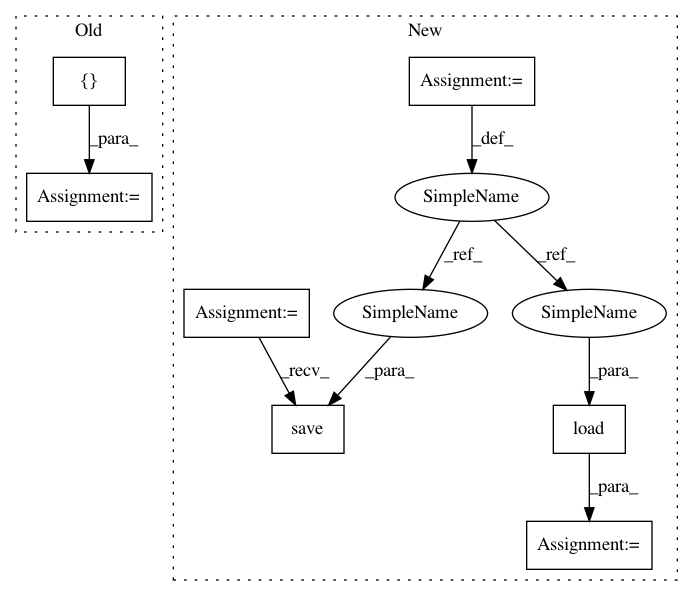 Old
New
{}
Assignment:=
_para_
_def_
Assignment:=
SimpleName
_ref_
_ref_
Assignment:=
SimpleName
SimpleName
_recv_
_para_
_para_
save
load
_para_
Assignment:=